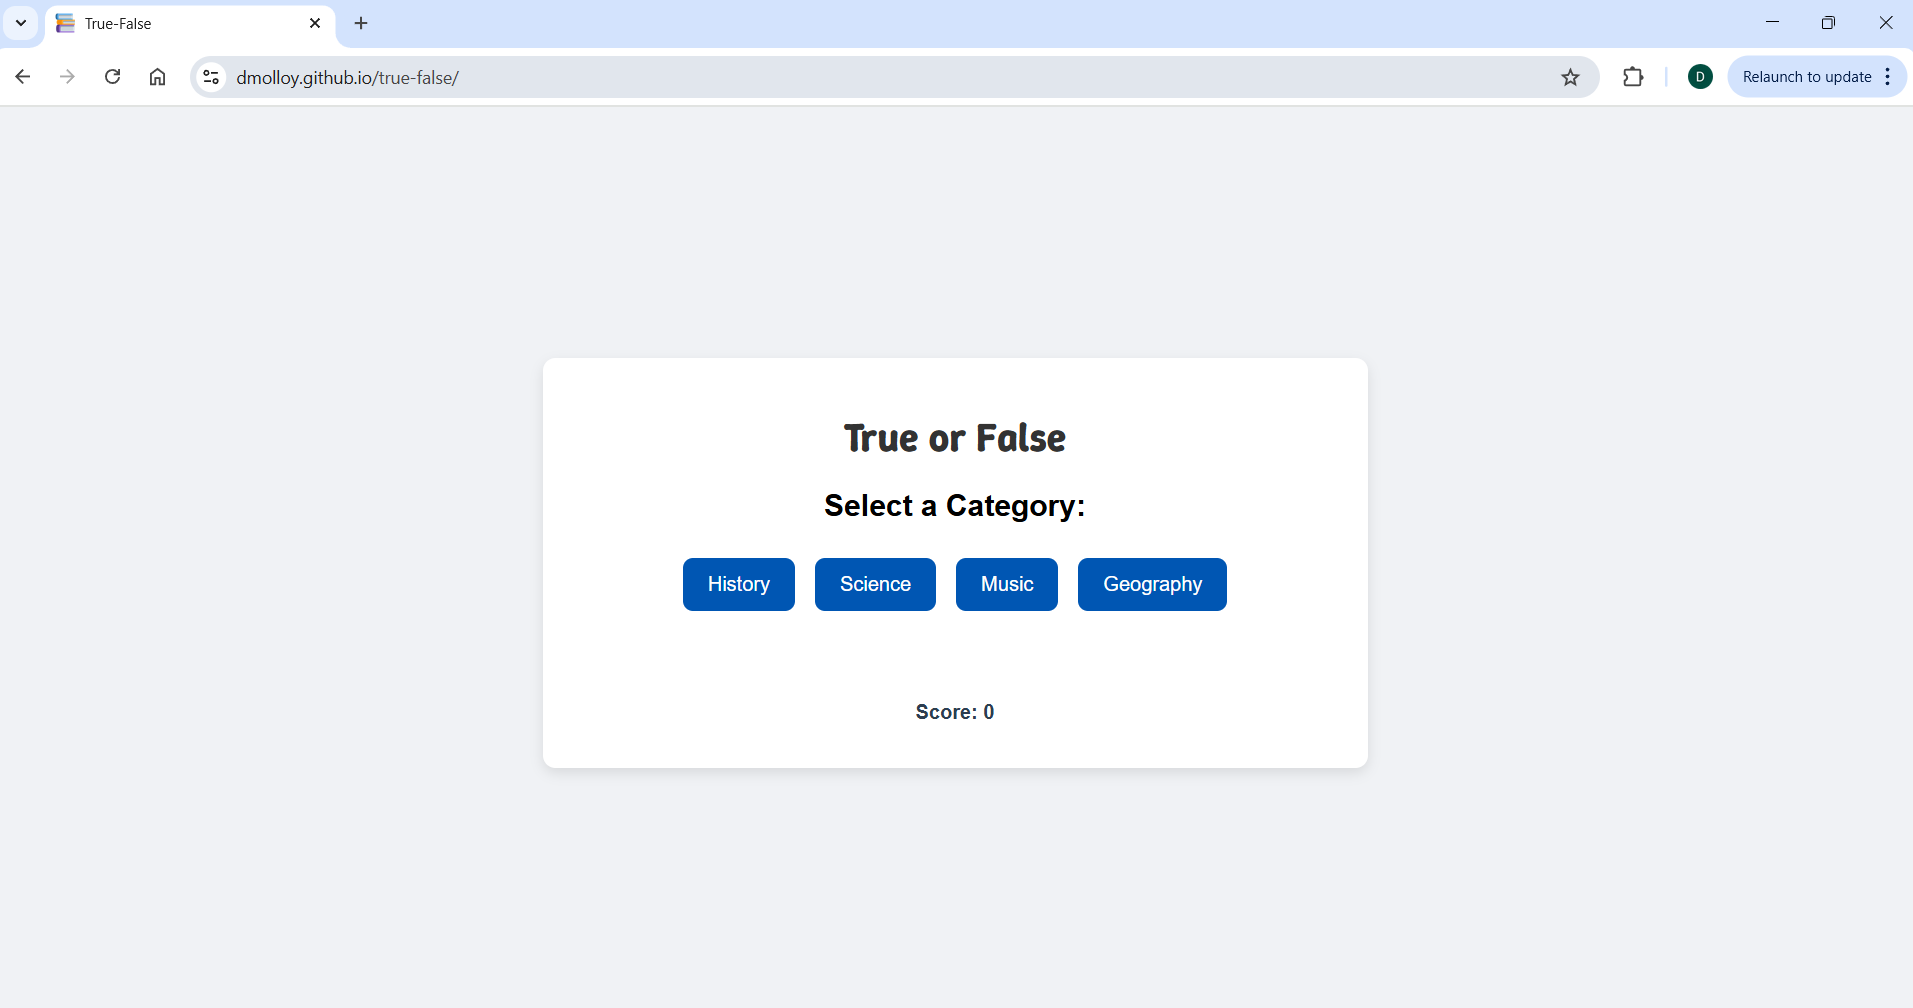 True-False
dmolloy.github.io/true-false/
D
Relaunch to update
True or False
Select a Category:
History Science Music Geography
Score: 0